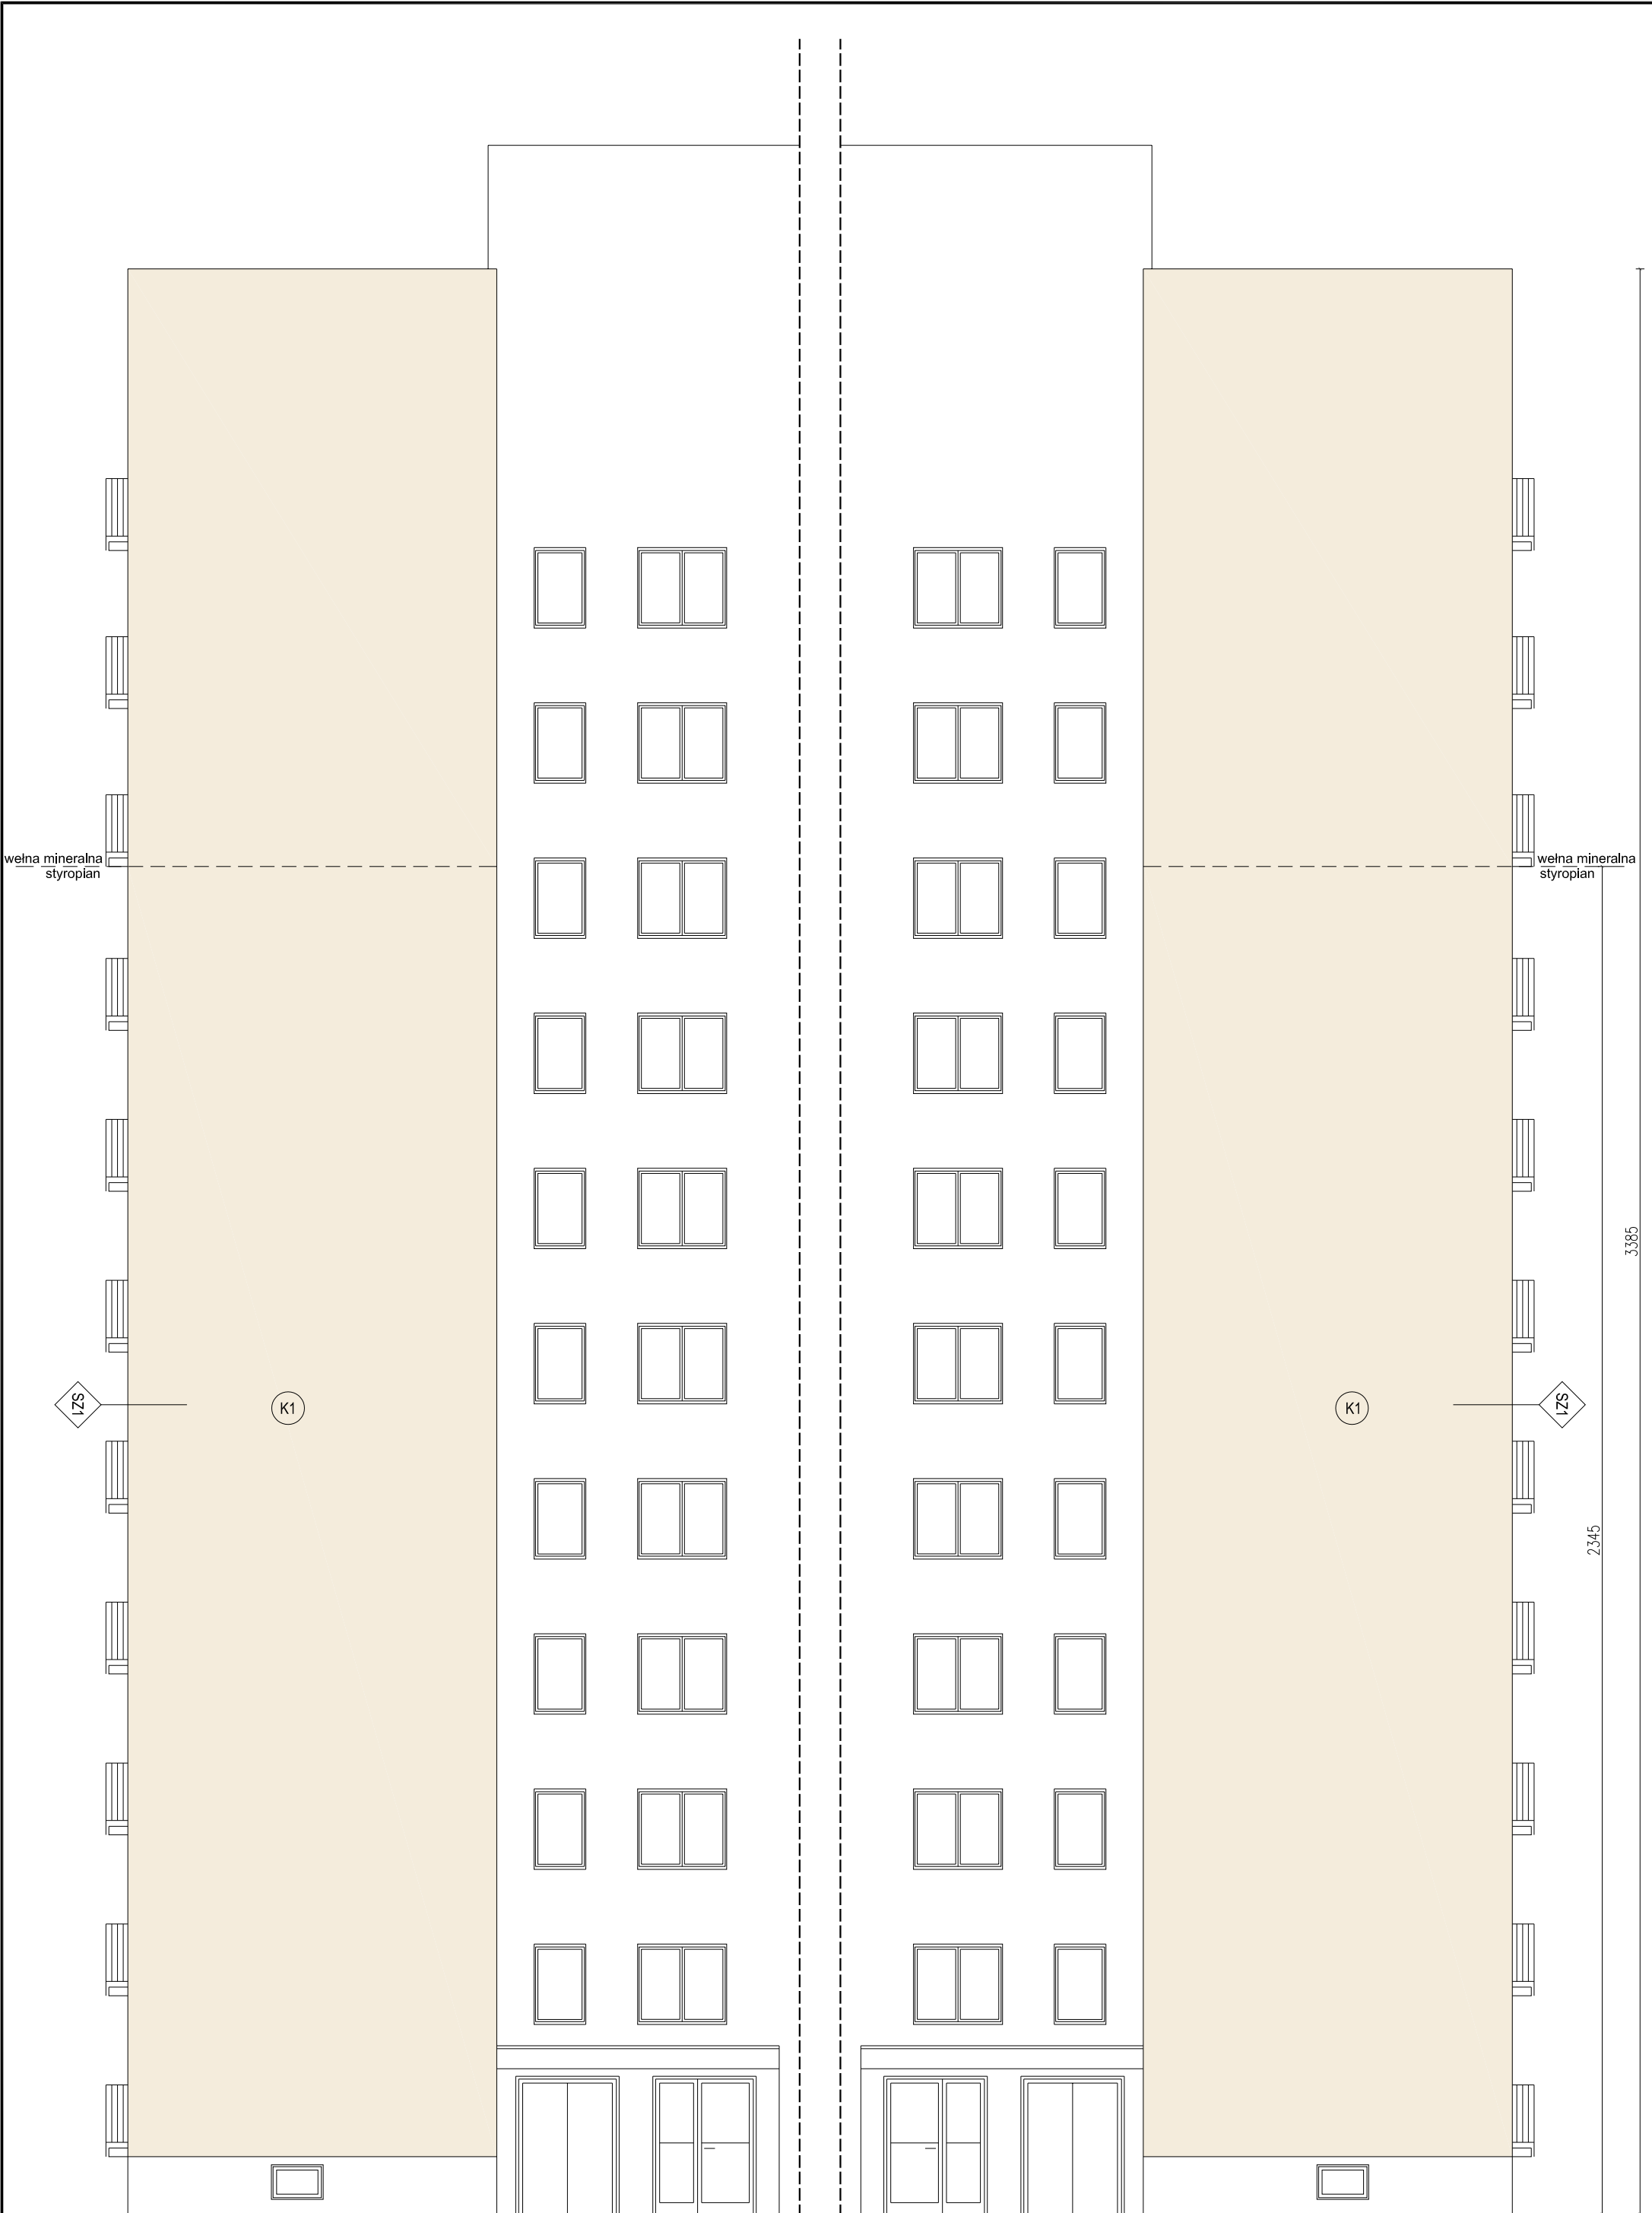 wełna mineralna
styropian
wełna mineralna
styropian
3385
SZ1
K1
K1
SZ1
2345